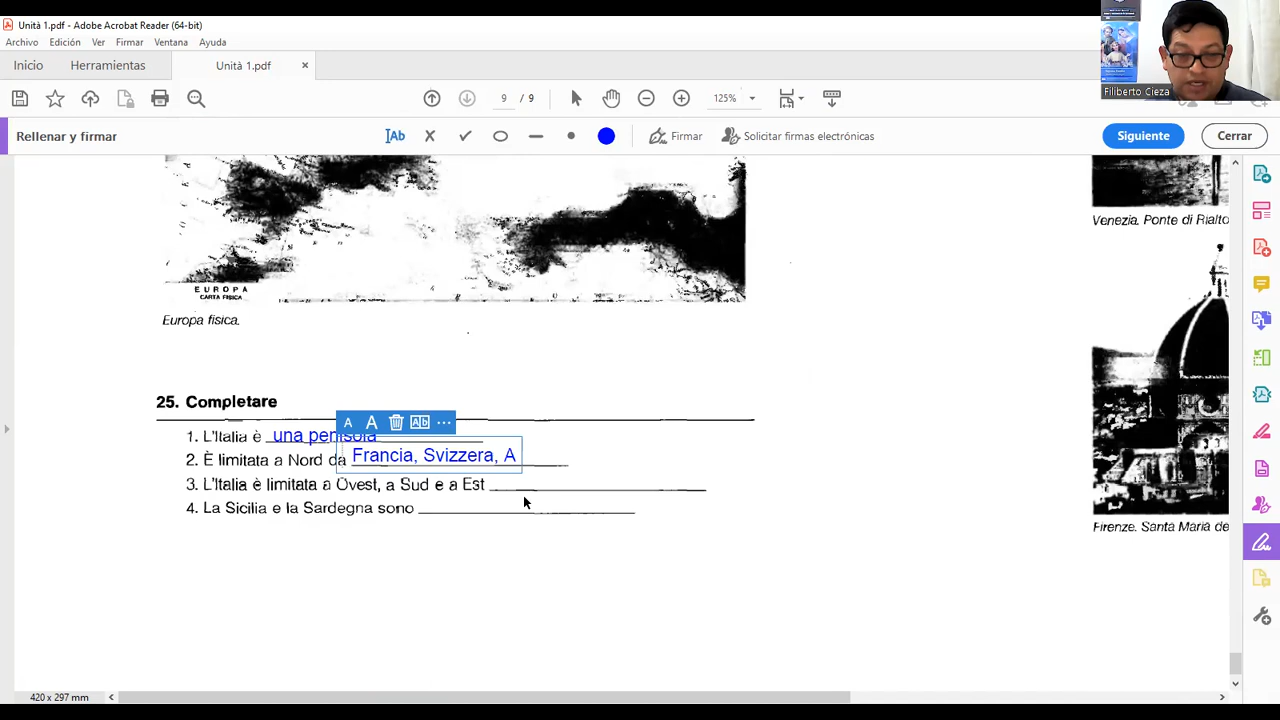 Unità 1.pdf - Adobe Acrobat Reader (64-bit)
Archivo Edición Ver Firmar Ventana Ayuda
Inicio Herramientas Unità 1.pdf ×
9 / 9 125%
Filiberto Cieza
Rellenar y firmar Ab Firmar Solicitar firmas electrónicas Siguiente Cerrar
EUROPA
CARTA FISICA
Europa fisica.
Venezia. Ponte di Rialto
25. Completare
A A Ab ...
1. L'Italia è una penisola
2. È limitata a Nord da Francia, Svizzera, A
3. L'Italia è limitata a Ovest, a Sud e a Est
4. La Sicilia e la Sardegna sono
Firenze. Santa Maria de
420 x 297 mm